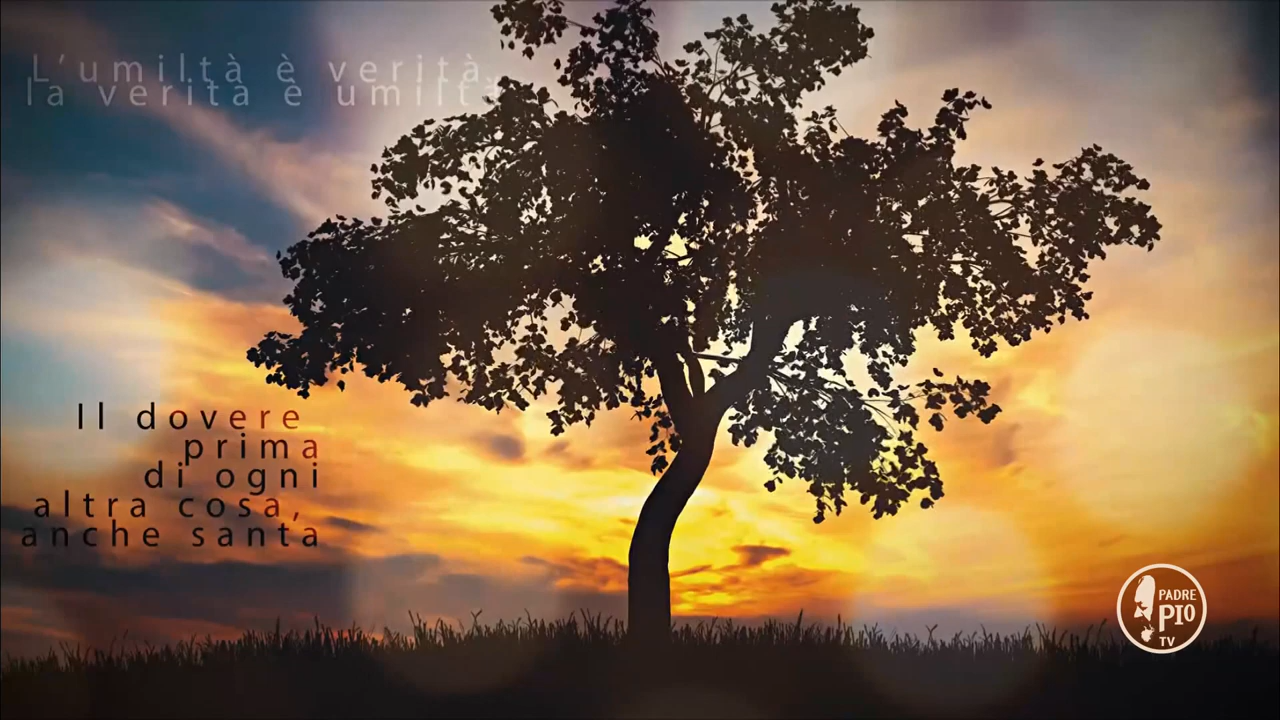 L'umiltà è verità,
la verità è umiltà
Il dovere
prima
di ogni
altra cosa,
anche santa
PADRE
PIO
TV